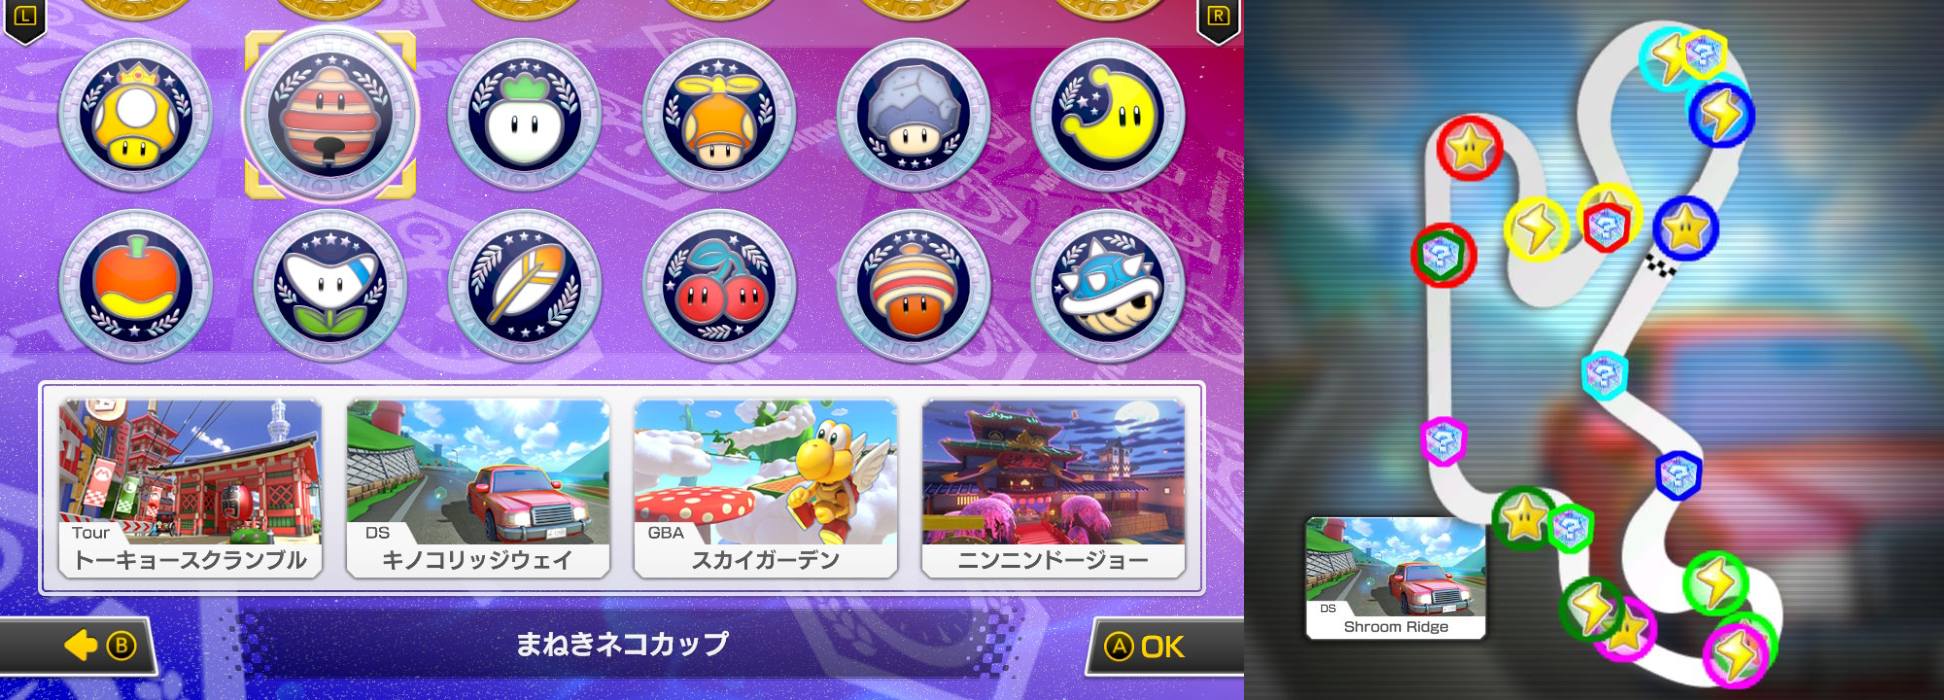 L
R
Tour
トーキョースクランブル
DS
キノコリッジウェイ
GBA
スカイガーデン
ニンニンドージョー
B
まねきネコカップ
A OK
DS
Shroom Ridge